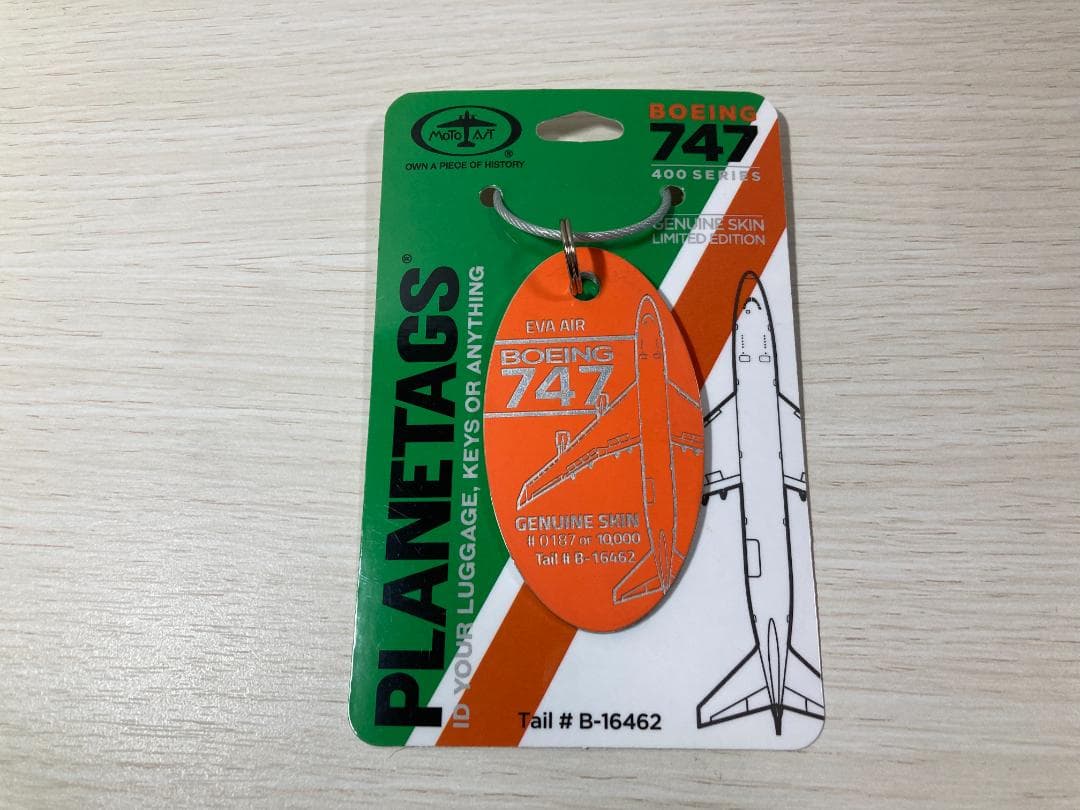 MOTOART
®
OWN A PIECE OF HISTORY
BOEING
747
400 SERIES
GENUINE SKIN
LIMITED EDITION
PLANETAGS®
ID YOUR LUGGAGE, KEYS OR ANYTHING
EVA AIR
BOEING
747
GENUINE SKIN
# 0187 OF 10,000
Tail # B-16462
Tail # B-16462